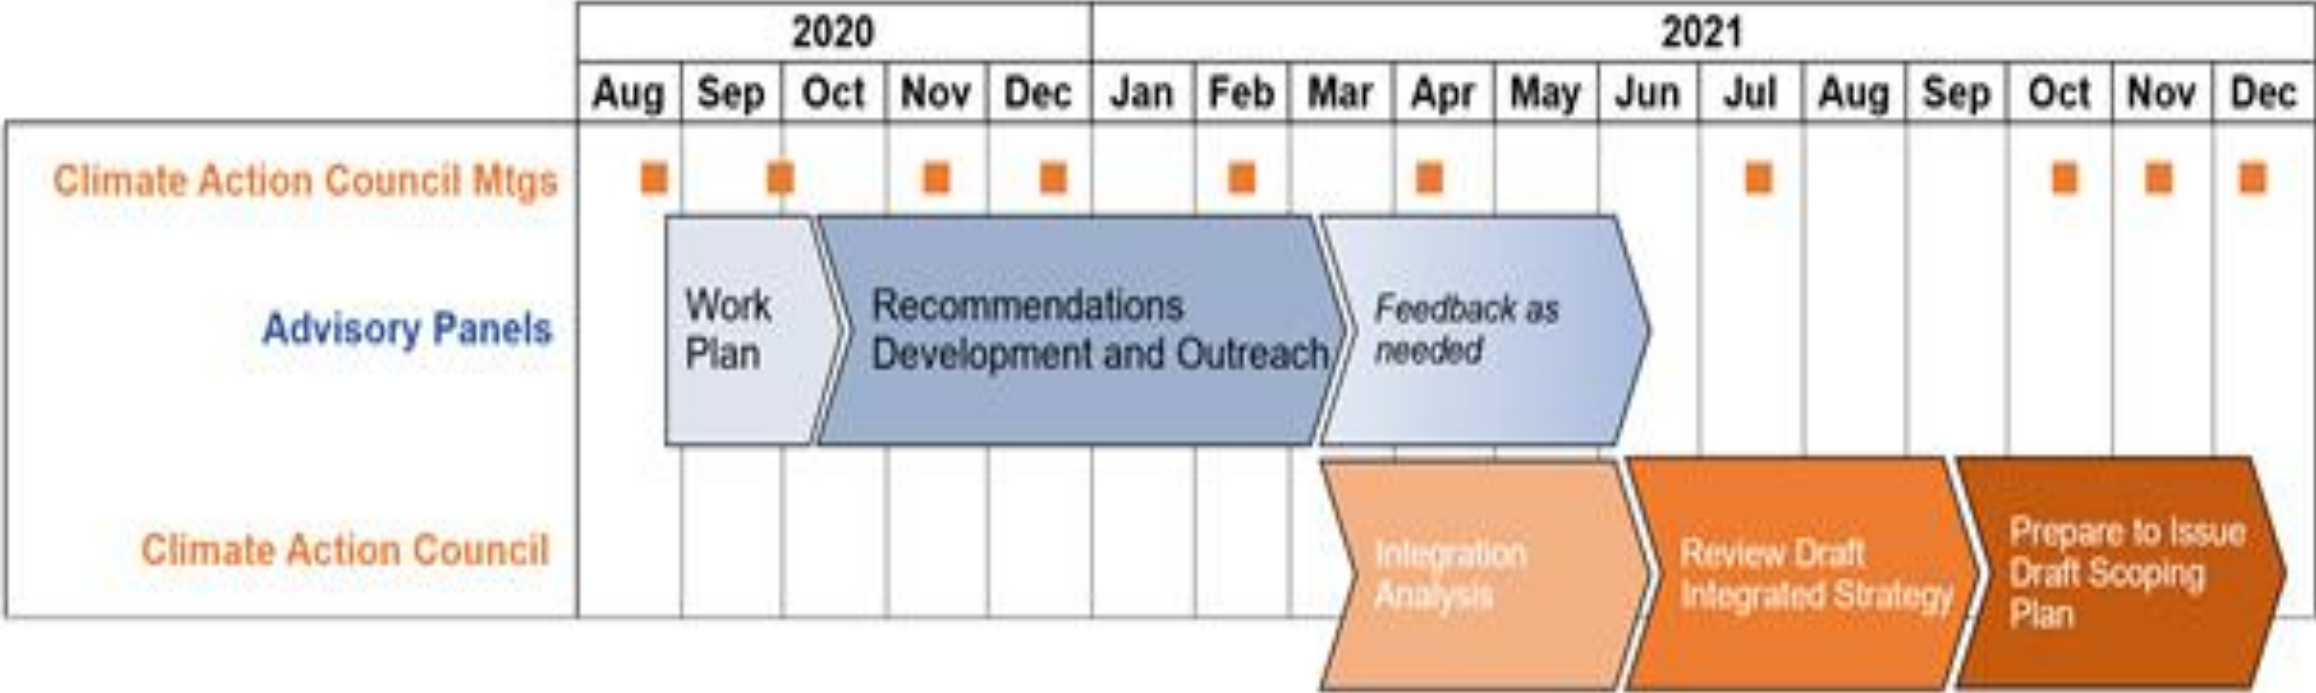 2020 2021
Aug Sep Oct Nov Dec Jan Feb Mar Apr May Jun Jul Aug Sep Oct Nov Dec
Climate Action Council Mtgs
Advisory Panels
Work
Plan
Recommendations
Development and Outreach
Feedback as
needed
Climate Action Council
Integration
Analysis
Review Draft
Integrated Strategy
Prepare to Issue
Draft Scoping
Plan